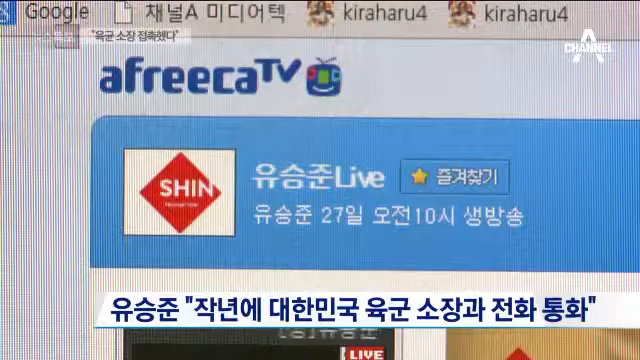 Google
채널A 미디어텍
kiraharu4
kiraharu4
"육군 소장 접촉했다"
CHANNEL A
afreecaTV
SHIN
유승준Live
즐겨찾기
유승준 27일 오전10시 생방송
유승준 "작년에 대한민국 육군 소장과 전화 통화"
LIVE